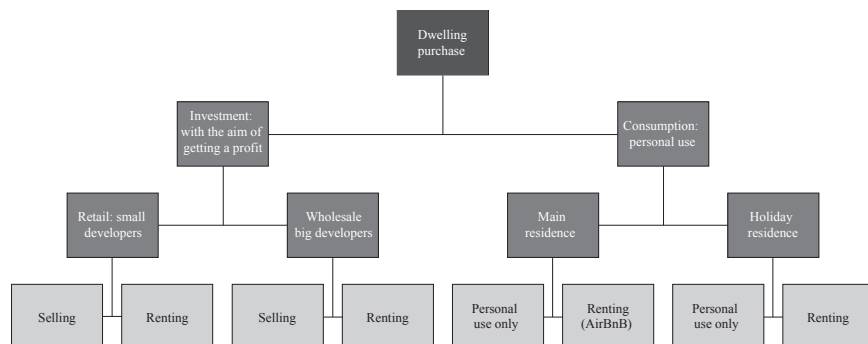 Dwelling
purchase
Investment:
with the aim of
getting a profit
Consumption:
personal use
Retail: small
developers
Wholesale
big developers
Main
residence
Holiday
residence
Selling
Renting
Selling
Renting
Personal
use only
Renting
(AirBnB)
Personal
use only
Renting